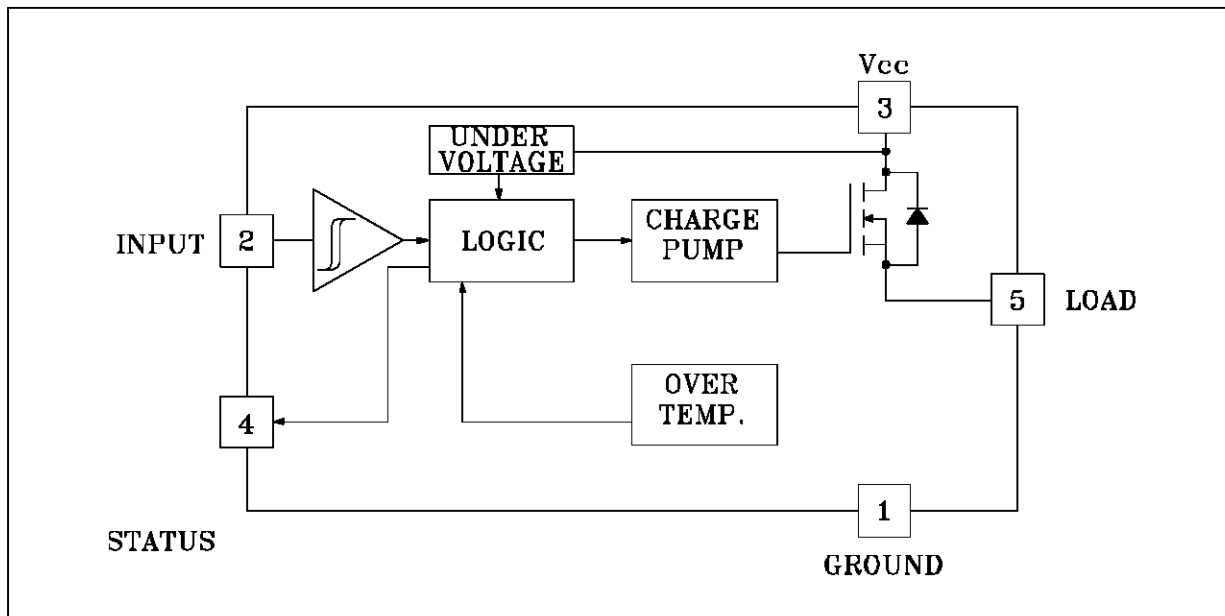 Vcc
3
UNDER
VOLTAGE
INPUT
2
LOGIC
CHARGE
PUMP
5
LOAD
4
OVER
TEMP.
STATUS
1
GROUND